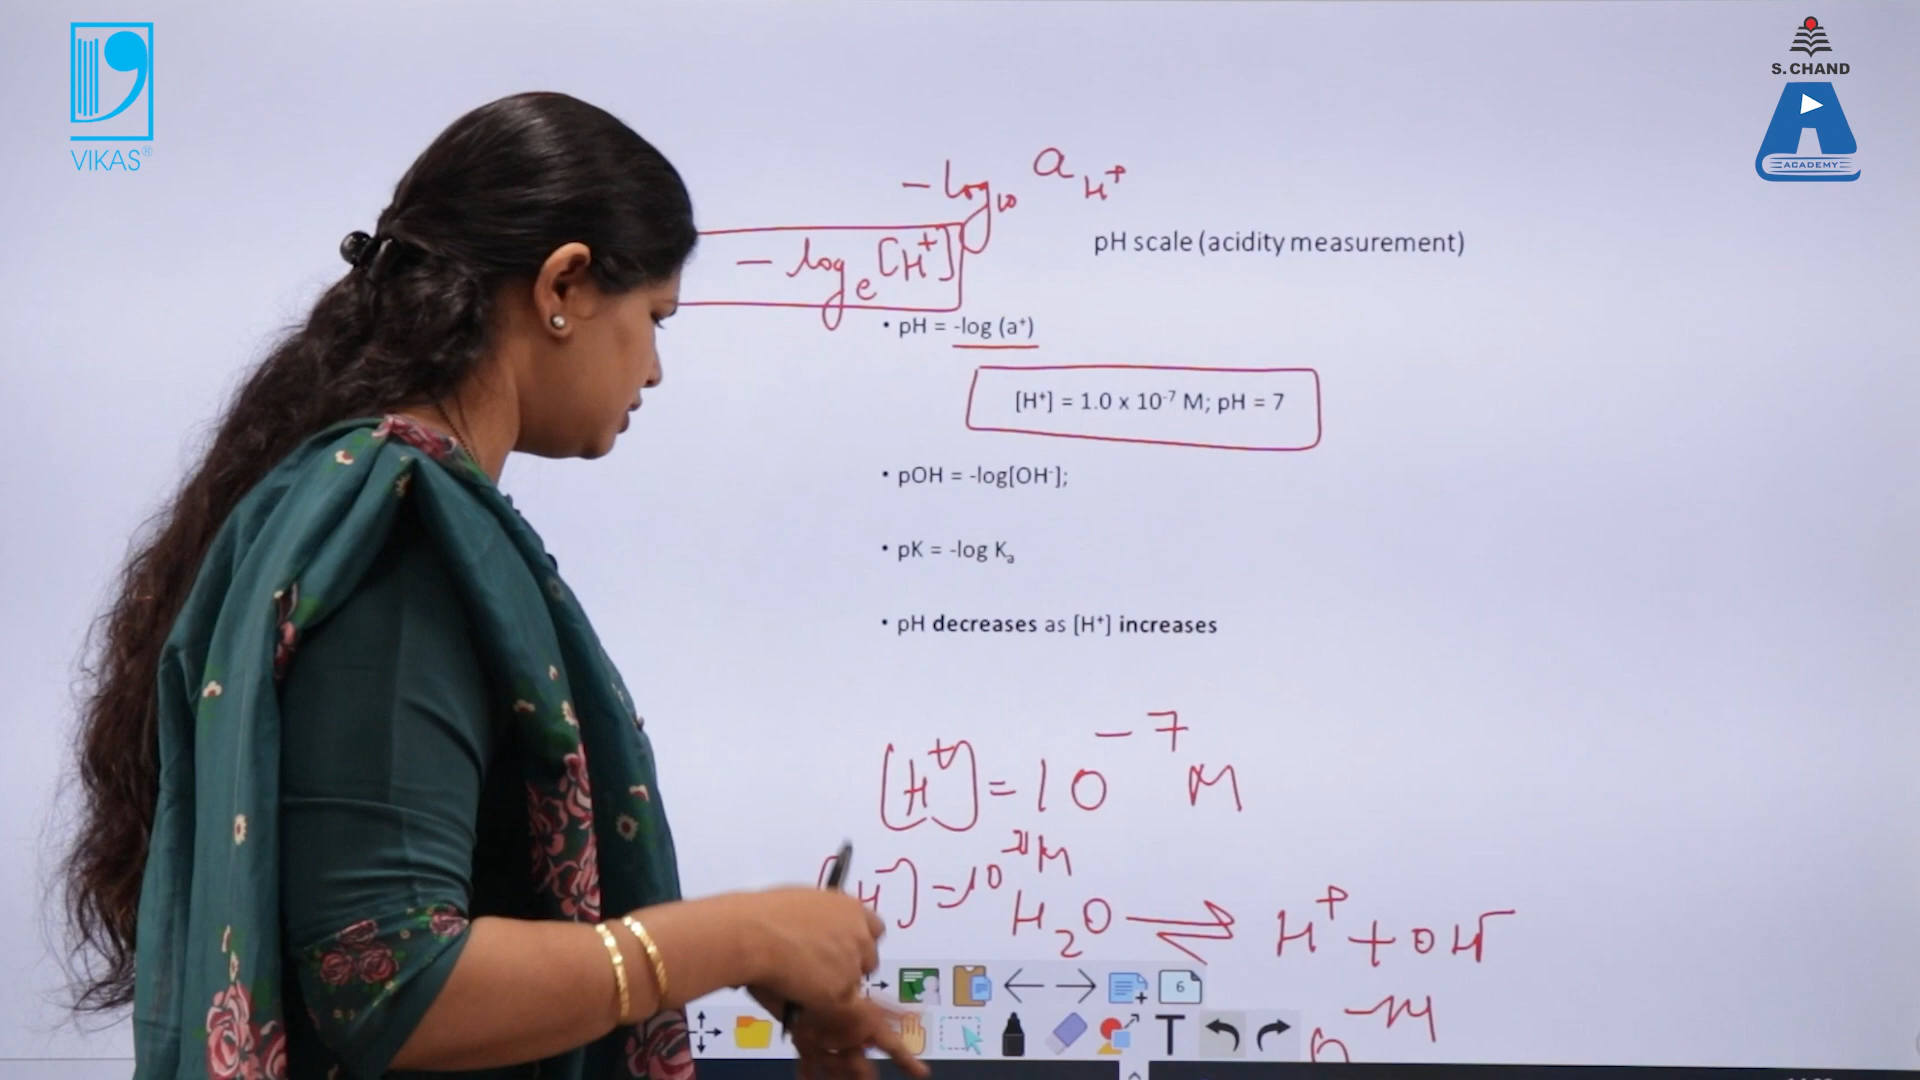 VIKAS®
S. CHAND
ACADEMY
-log₁₀ a H⁺
-logₑ [H⁺]
pH scale (acidity measurement)
• pH = -log (a⁺)
[H⁺] = 1.0 x 10⁻⁷ M; pH = 7
• pOH = -log[OH⁻];
• pK = -log Kₐ
• pH decreases as [H⁺] increases
[H⁺] = 10⁻⁷ M
H₂O ⇌ H⁺ + OH⁻
6
T